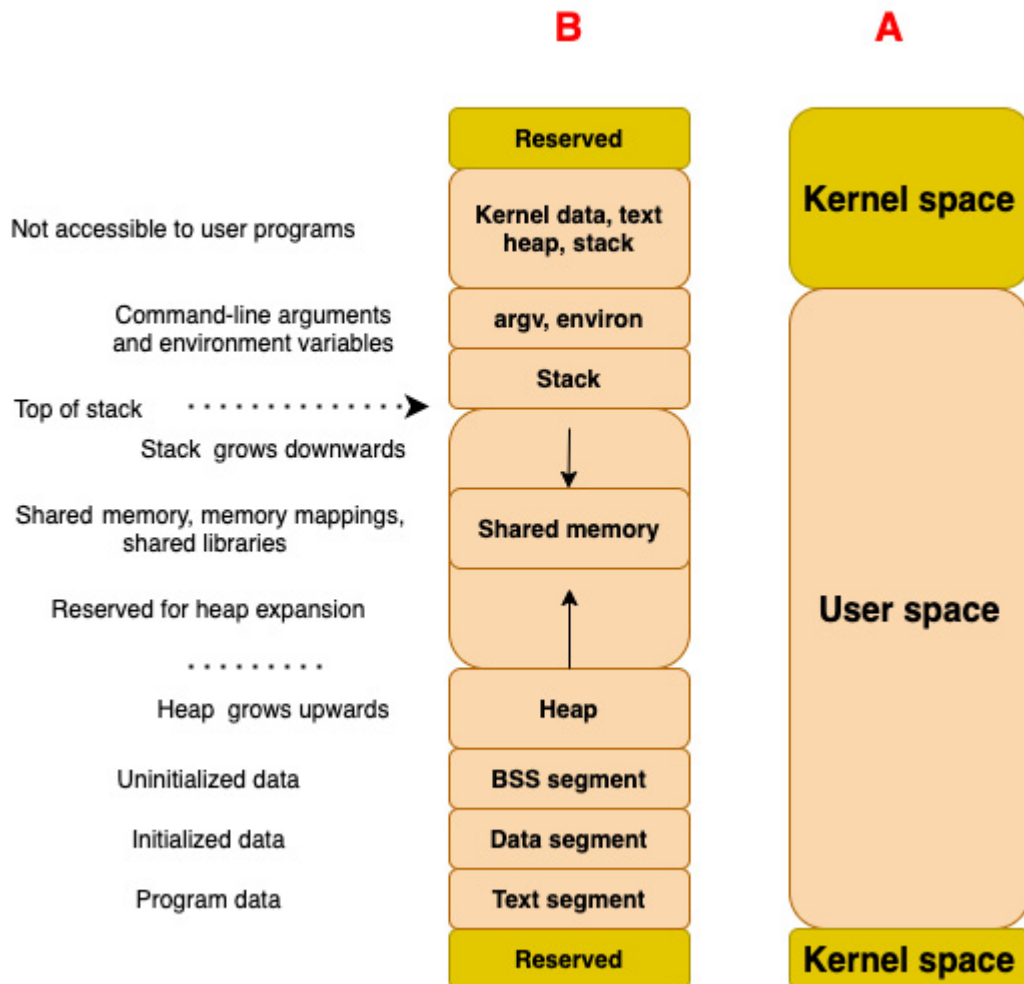 B
A
Reserved
Kernel space
Not accessible to user programs
Kernel data, text
heap, stack
Command-line arguments
and environment variables
argv, environ
Stack
Top of stack
Stack grows downwards
Shared memory, memory mappings,
shared libraries
Shared memory
User space
Reserved for heap expansion
Heap grows upwards
Heap
Uninitialized data
BSS segment
Initialized data
Data segment
Program data
Text segment
Reserved
Kernel space